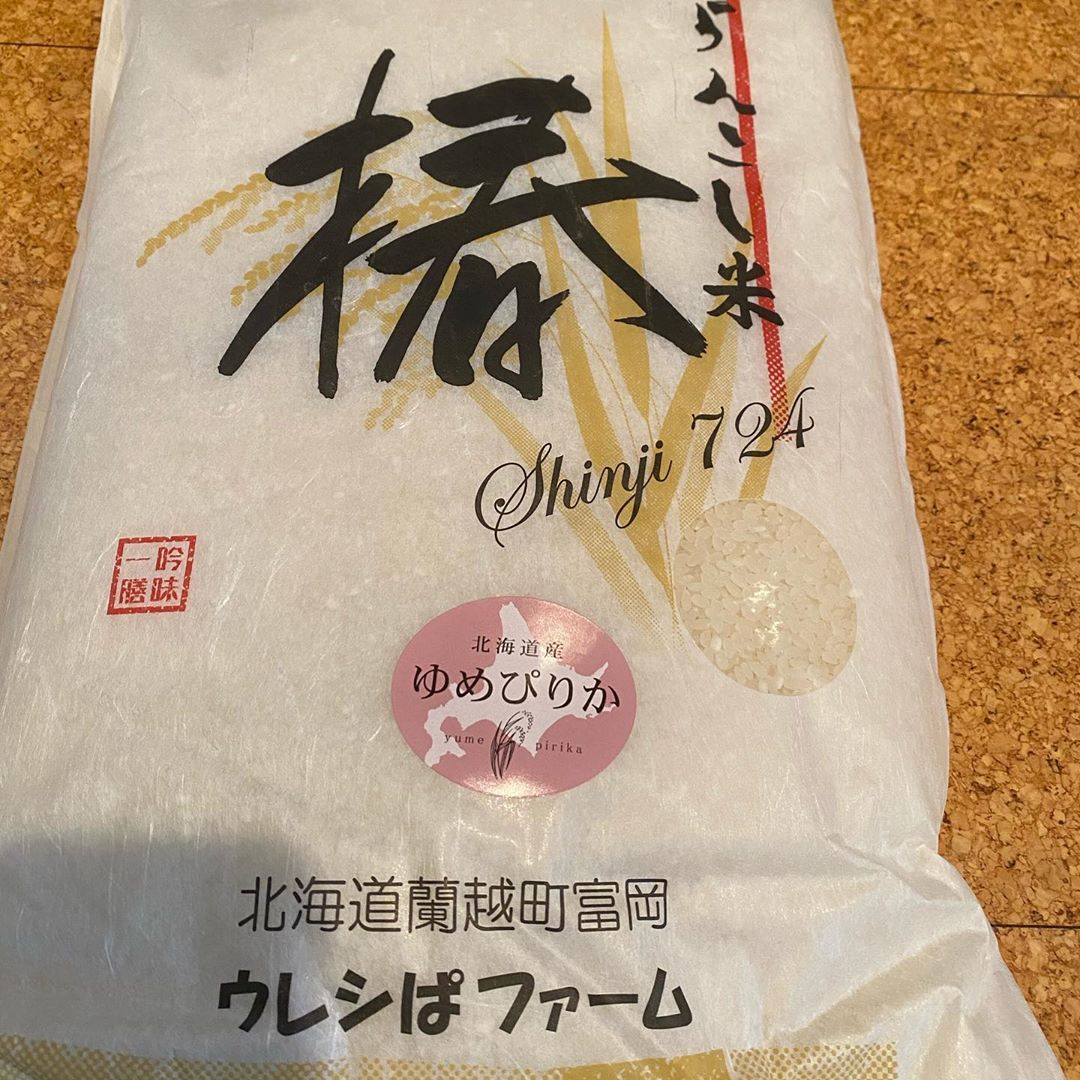 らんこし米
椿
Shinji 724
吟味
一膳
北海道産
ゆめぴりか
yume pirika
北海道蘭越町富岡
ウレシぱファーム